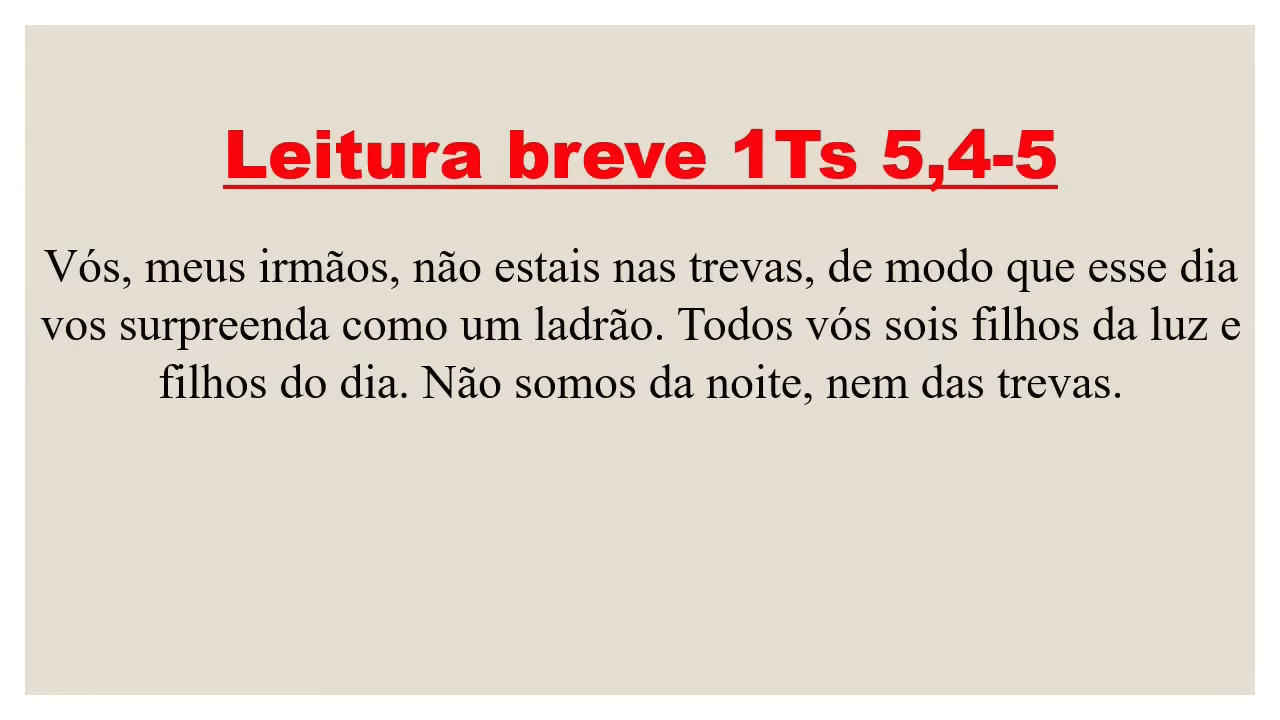 Leitura breve 1Ts 5,4-5
Vós, meus irmãos, não estais nas trevas, de modo que esse dia
vos surpreenda como um ladrão. Todos vós sois filhos da luz e
filhos do dia. Não somos da noite, nem das trevas.